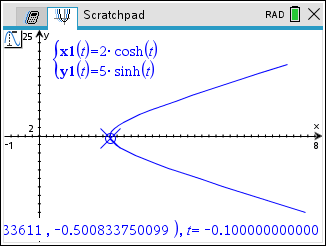 Scratchpad
RAD
25
y
x1(t)=2·cosh(t)
y1(t)=5·sinh(t)
2
x
-1
8
33611 , -0.500833750099 ), t= -0.100000000000